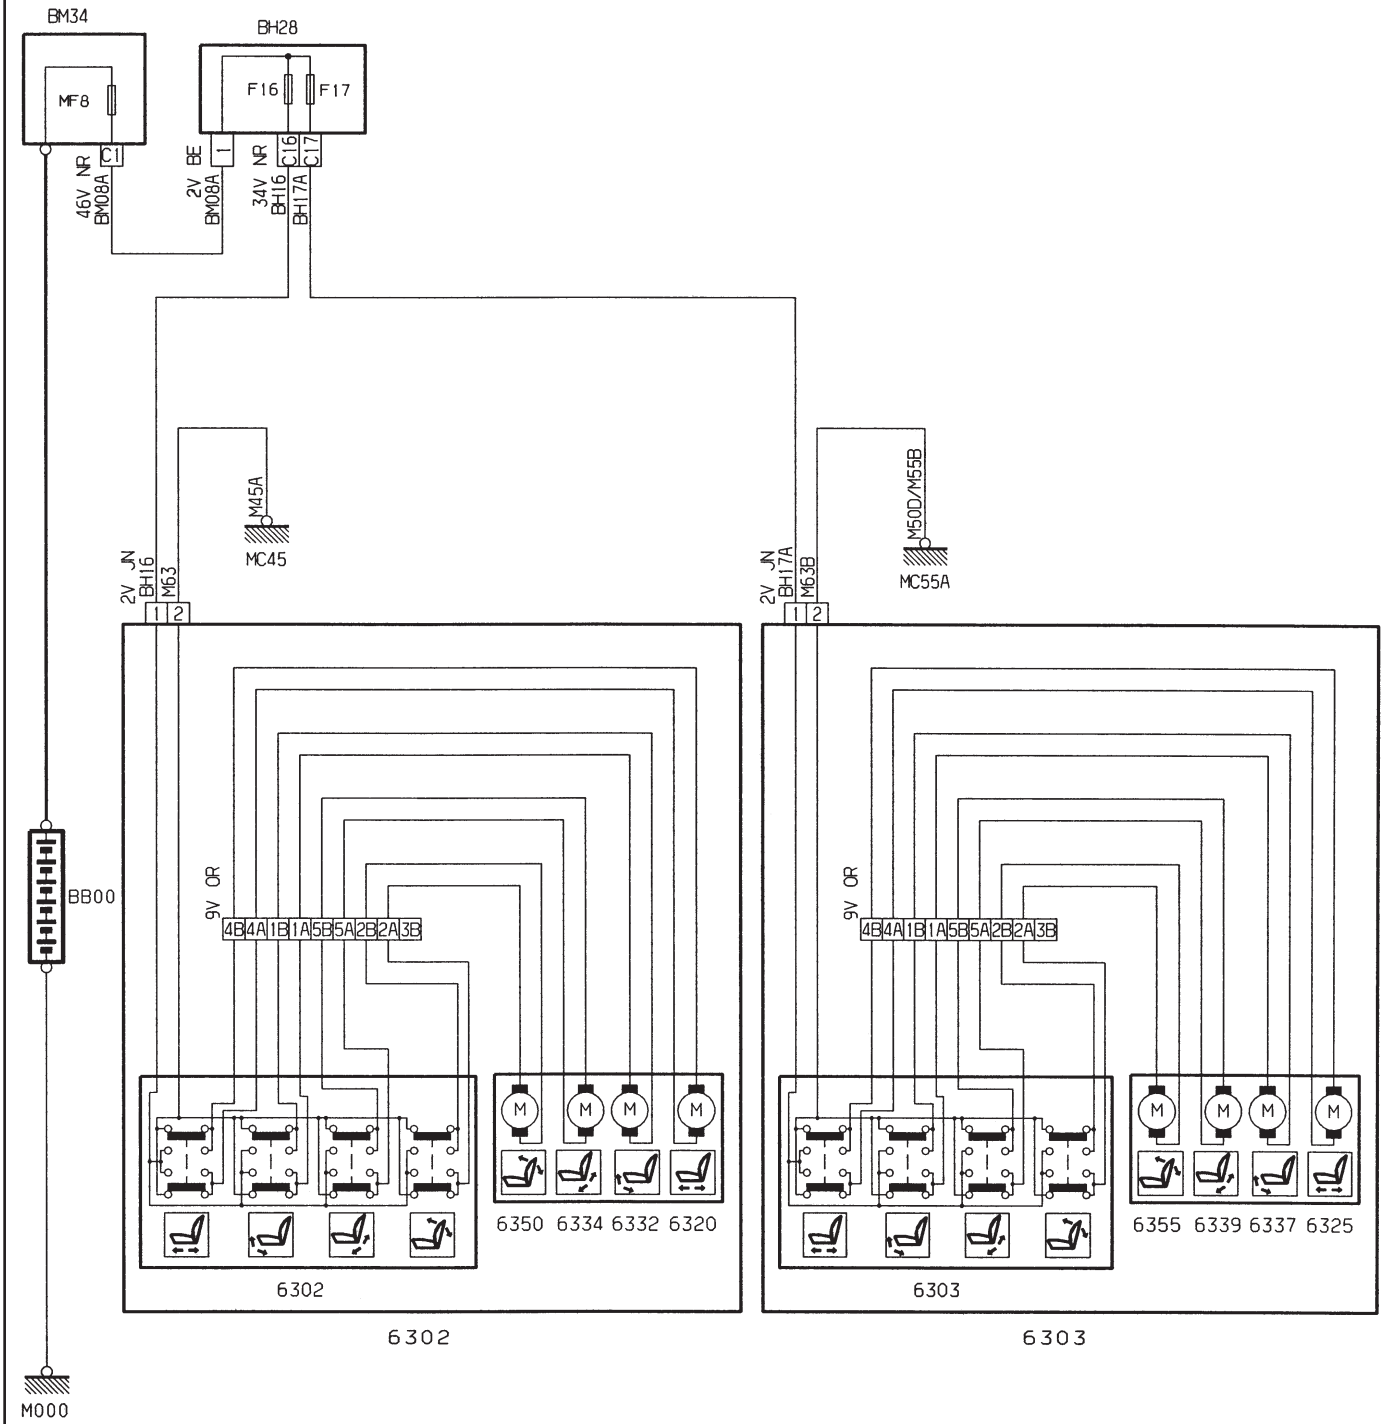 BM34
BH28
MF8
F16 F17
C1
1
C16
C17
46V NR
BM08A
2V BE
BM08A
34V NR
BH16
BH17A
M45A
MC45
M50D/M55B
MC55A
2V JN
BH16
M63
1 2
2V JN
BH17A
M63B
1 2
BB00
9V OR
4B 4A 1B 1A 5B 5A 2B 2A 3B
9V OR
4B 4A 1B 1A 5B 5A 2B 2A 3B
M M M M
M M M M
6350 6334 6332 6320
6355 6339 6337 6325
6302
6303
6302
6303
M000